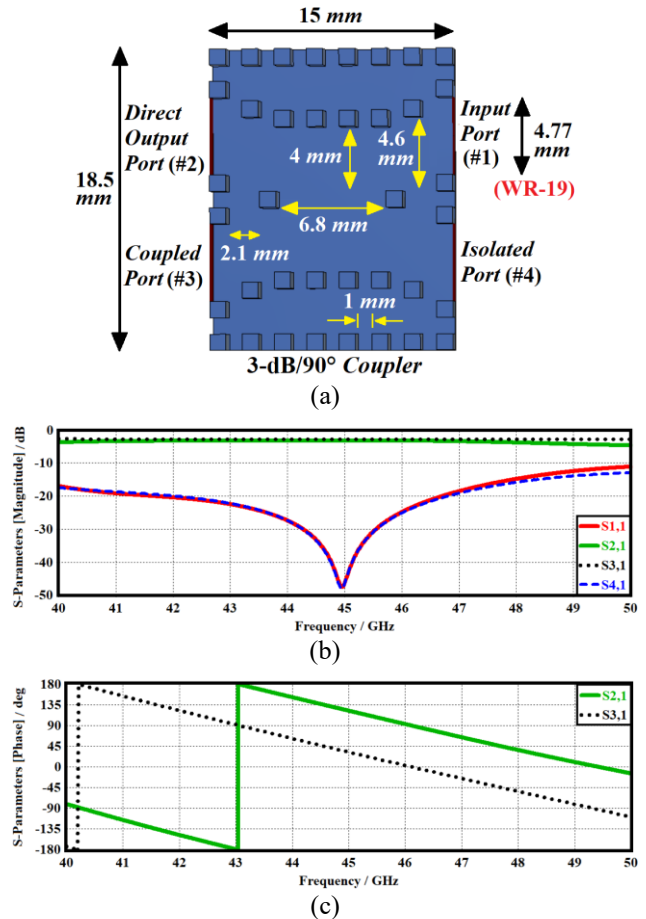 15 mm
Direct
Output
Port (#2)
Input
Port
(#1)
4.77
mm
(WR-19)
18.5
mm
4 mm
4.6
mm
6.8 mm
2.1 mm
Coupled
Port (#3)
Isolated
Port (#4)
1 mm
3-dB/90° Coupler
(a)
S-Parameters [Magnitude] / dB
0
-10
-20
-30
-40
-50
S1,1
S2,1
S3,1
S4,1
40 41 42 43 44 45 46 47 48 49 50
Frequency / GHz
(b)
S-Parameters [Phase] / deg
180
135
90
45
0
-45
-90
-135
-180
S2,1
S3,1
40 41 42 43 44 45 46 47 48 49 50
Frequency / GHz
(c)